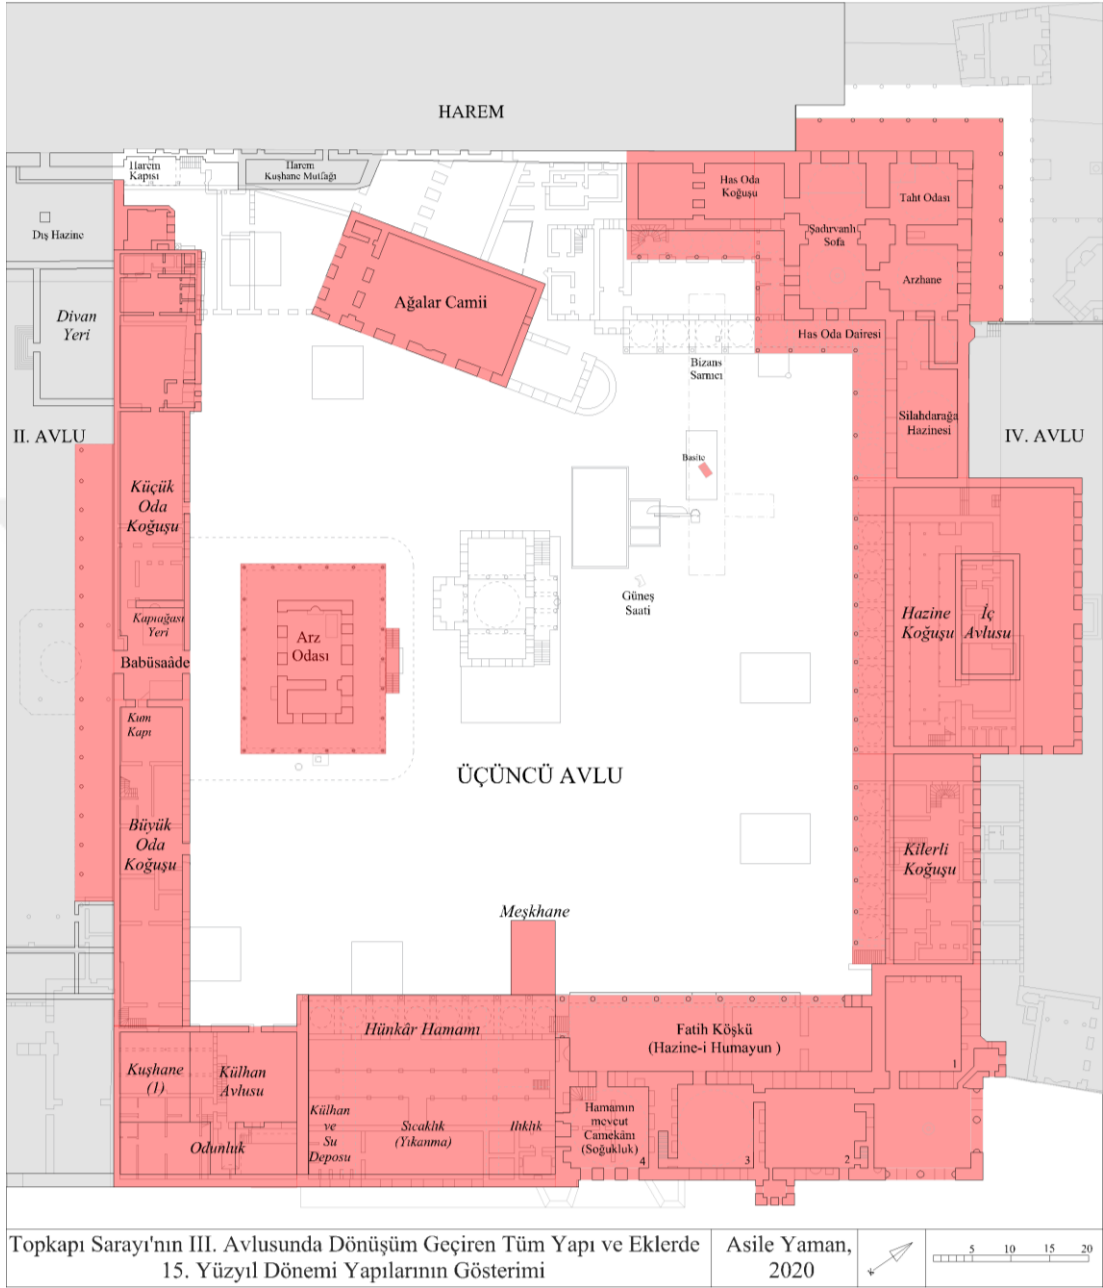 HAREM
Harem
Kapısı
Harem
Kuşhane Mutfağı
Has Oda
Koğuşu
Taht Odası
Dış Hazine
Şadırvanlı
Sofa
Arzhane
Ağalar Camii
Divan
Yeri
Has Oda Dairesi
Bizans
Sarnıcı
II. AVLU
Silahdarağa
Hazinesi
IV. AVLU
Basite
Küçük
Oda
Koğuşu
Güneş
Saati
Hazine
Koğuşu
İç
Avlusu
Kapıağası
Yeri
Arz
Odası
Babüsaâde
Kum
Kapı
ÜÇÜNCÜ AVLU
Büyük
Oda
Koğuşu
Kilerli
Koğuşu
Meşkhane
Hünkâr Hamamı
Fatih Köşkü
(Hazine-i Humayun )
1
Kuşhane
(1)
Külhan
Avlusu
Külhan
ve
Su
Deposu
Sıcaklık
(Yıkanma)
Ilıklık
Hamamın
mevcut
Camekânı
(Soğukluk)
Odunluk
4
3
2
Topkapı Sarayı'nın III. Avlusunda Dönüşüm Geçiren Tüm Yapı ve Eklerde
15. Yüzyıl Dönemi Yapılarının Gösterimi
Asile Yaman,
2020
5 10 15 20